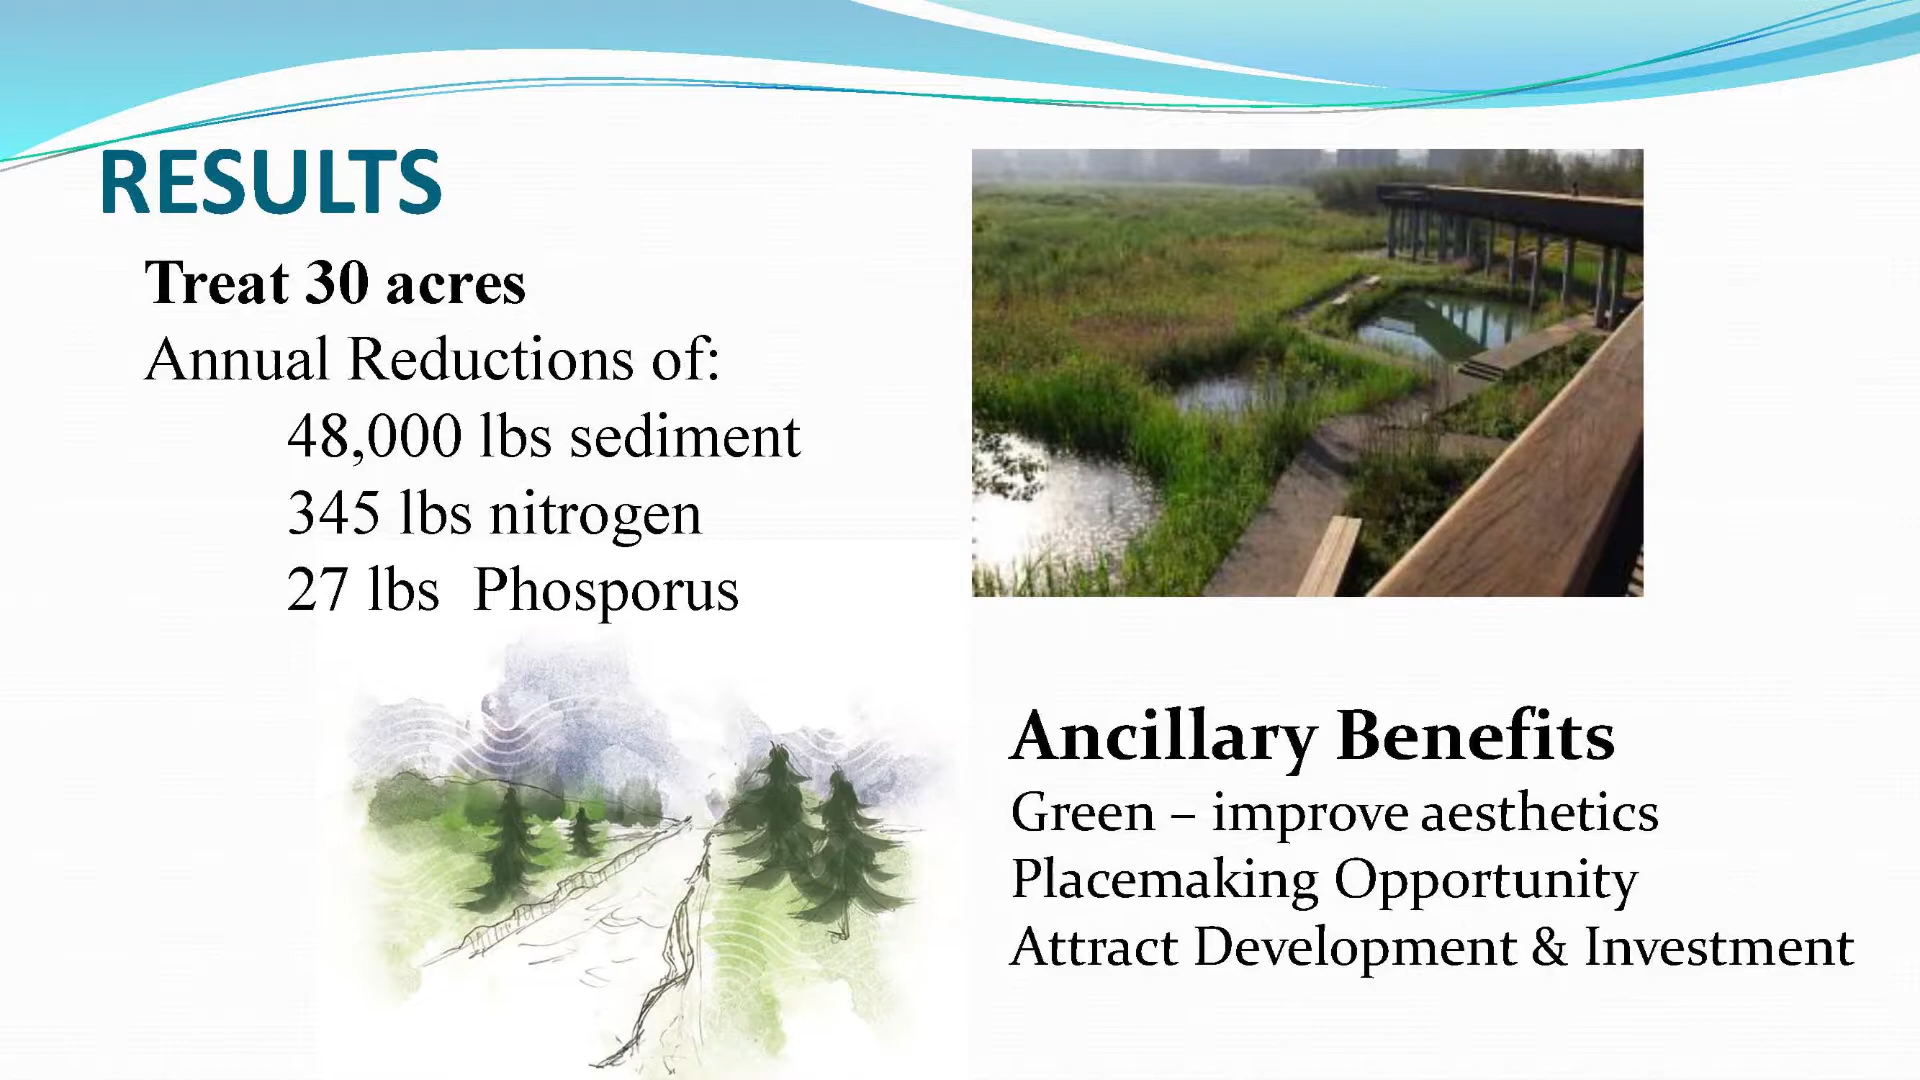 RESULTS
Treat 30 acres
Annual Reductions of:
48,000 lbs sediment
345 lbs nitrogen
27 lbs Phosporus
Ancillary Benefits
Green – improve aesthetics
Placemaking Opportunity
Attract Development & Investment